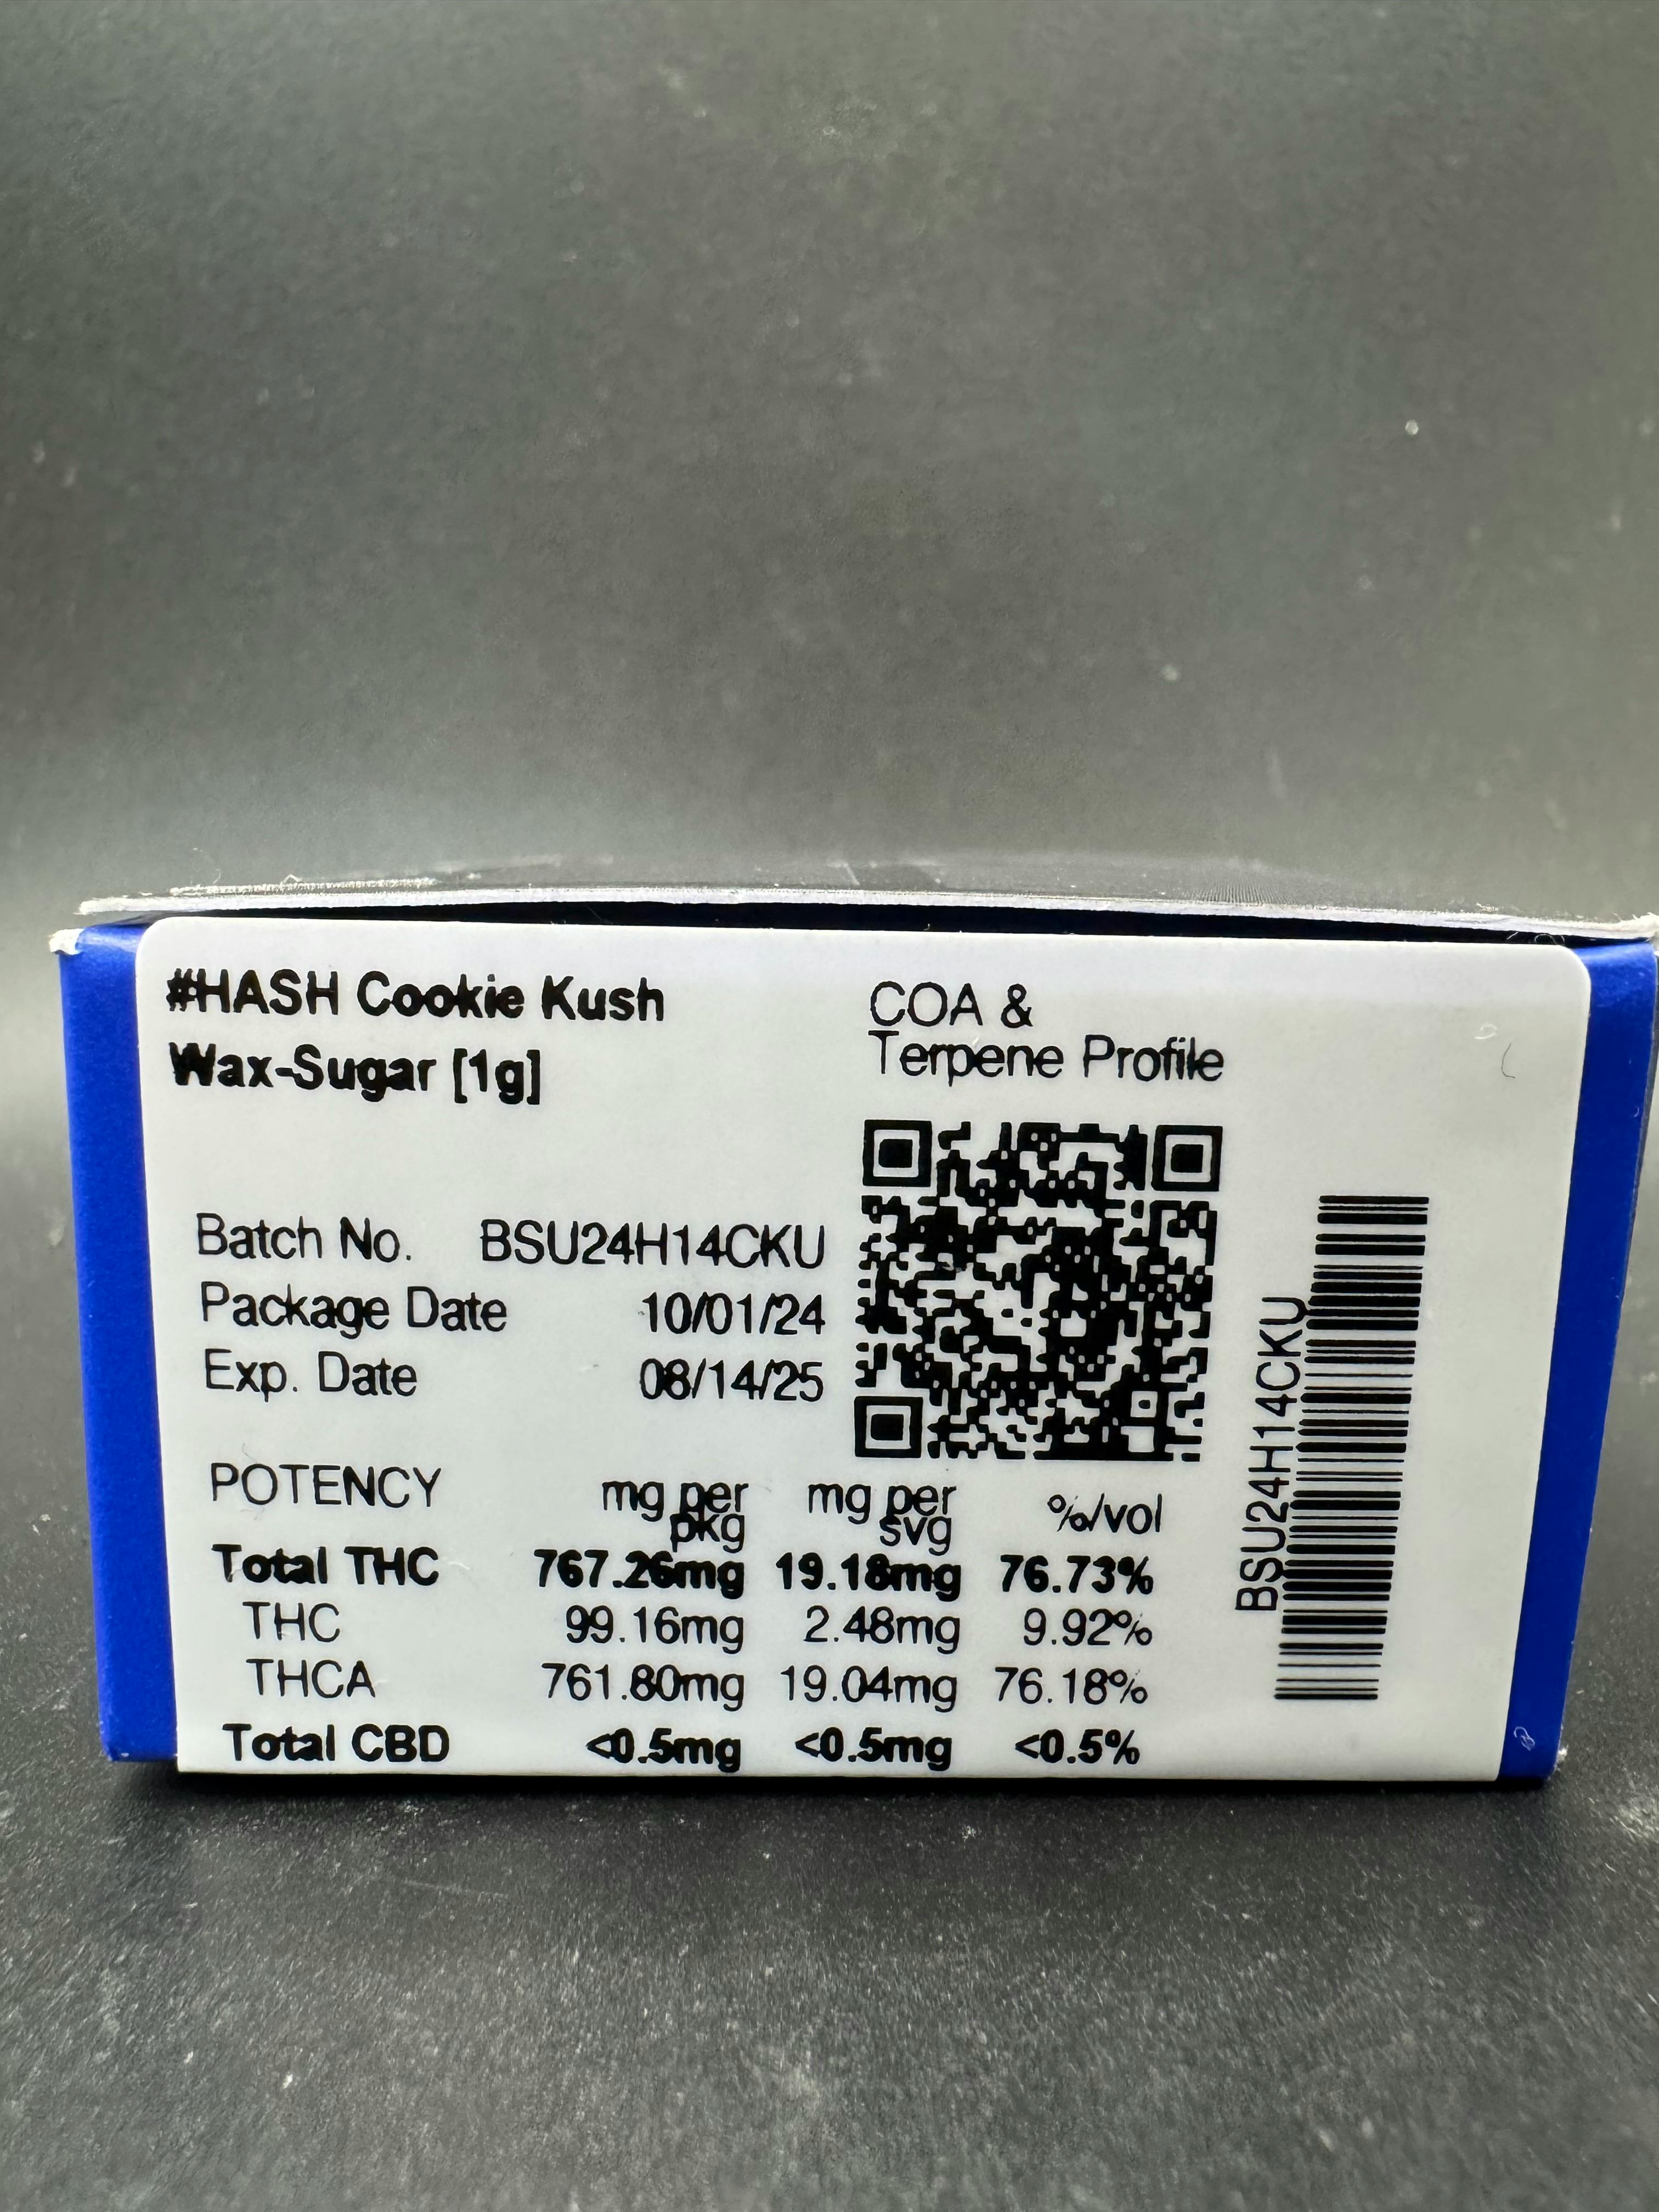 #HASH Cookie Kush
Wax-Sugar [1g]
COA &
Terpene Profile
Batch No. BSU24H14CKU
Package Date 10/01/24
Exp. Date 08/14/25
BSU24H14CKU
POTENCY mg per pkg mg per svg %/vol
Total THC 767.26mg 19.18mg 76.73%
THC 99.16mg 2.48mg 9.92%
THCA 761.80mg 19.04mg 76.18%
Total CBD <0.5mg <0.5mg <0.5%